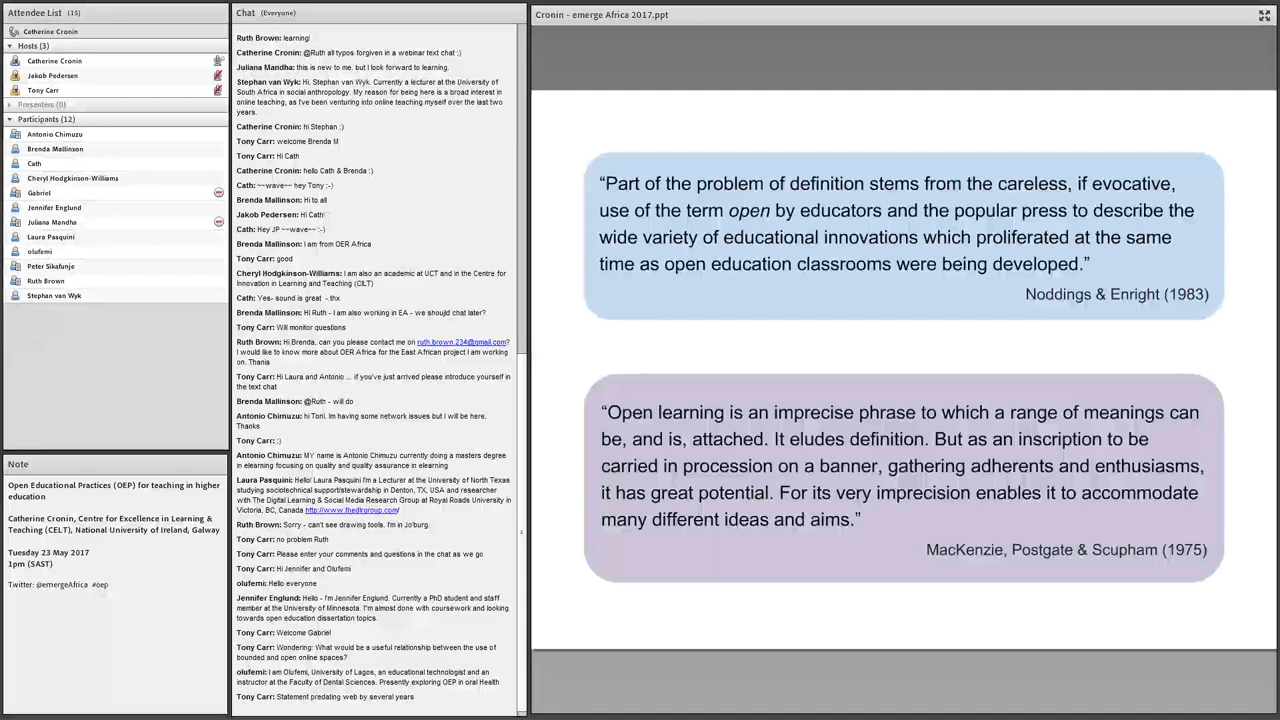 Attendee List (15)
Catherine Cronin
Hosts (3)
Catherine Cronin
Jakob Pedersen
Tony Carr
Presenters (0)
Participants (12)
Antonio Chimuzu
Brenda Mallinson
Cath
Cheryl Hodgkinson-Williams
Gabriel
Jennifer Englund
Juliana Mandha
Laura Pasquini
olufemi
Peter Sikafunje
Ruth Brown
Stephan van Wyk
Note
Open Educational Practices (OEP) for teaching in higher
education
Catherine Cronin, Centre for Excellence in Learning &
Teaching (CELT), National University of Ireland, Galway
Tuesday 23 May 2017
1pm (SAST)
Twitter: @emergeAfrica #oep
Chat (Everyone)
Ruth Brown: learning!
Catherine Cronin: @Ruth all typos forgiven in a webinar text chat ;)
Juliana Mandha: this is new to me. but I look forward to learning.
Stephan van Wyk: Hi. Stephan van Wyk. Currently a lecturer at the University of
South Africa in social anthropology. My reason for being here is a broad interest in
online teaching, as I've been venturing into online teaching myself over the last two
years.
Catherine Cronin: hi Stephan :)
Tony Carr: welcome Brenda M
Tony Carr: Hi Cath
Catherine Cronin: hello Cath & Brenda :)
Cath: ~~wave~~ hey Tony :-)
Brenda Mallinson: Hi to all
Jakob Pedersen: Hi Cath!
Cath: Hey JP ~~wave~~ :-)
Brenda Mallinson: I am from OER Africa
Tony Carr: good
Cheryl Hodgkinson-Williams: I am also an academic at UCT and in the Centre for
Innovation in Learning and Teaching (CILT)
Cath: Yes- sound is great - thx
Brenda Mallinson: HI Ruth - I am also working in EA - we should chat later?
Tony Carr: Will monitor questions
Ruth Brown: Hi Brenda, can you please contact me on ruth.brown.234@gmail.com?
I would like to know more about OER Africa for the East African project I am working
on. Thanis
Tony Carr: Hi Laura and Antonio ... if you've just arrived please introduce yourself in
the text chat
Brenda Mallinson: @Ruth - will do
Antonio Chimuzu: hi Toni. Im having some network issues but I will be here.
Thanks
Tony Carr: :)
Antonio Chimuzu: MY name is Antonio Chimuzu currently doing a masters degree
in elearning focusing on quality and quality assurance in elearning
Laura Pasquini: Hello! Laura Pasquini I'm a Lecturer at the University of North Texas
studying sociotechnical support/stewardship in Denton, TX, USA and researcher
with The Digital Learning & Social Media Research Group at Royal Roads University in
Victoria, BC, Canada http://www.thedlrgroup.com/
Ruth Brown: Sorry - can't see drawing tools. I'm in Jo'burg.
Tony Carr: no problem Ruth
Tony Carr: Please enter your comments and questions in the chat as we go
Tony Carr: Hi Jennifer and Olufemi
olufemi: Hello everyone
Jennifer Englund: Hello - I'm Jennifer Englund. Currently a PhD student and staff
member at the University of Minnesota. I'm almost done with coursework and looking
towards open education dissertation topics.
Tony Carr: Welcome Gabriel
Tony Carr: Wondering: What would be a useful relationship between the use of
bounded and open online spaces?
olufemi: I am Olufemi, University of Lagos, an educational technologist and an
instructor at the Faculty of Dental Sciences. Presently exploring OEP in oral Health
Tony Carr: Statement predating web by several years
Cronin - emerge Africa 2017.ppt
“Part of the problem of definition stems from the careless, if evocative,
use of the term open by educators and the popular press to describe the
wide variety of educational innovations which proliferated at the same
time as open education classrooms were being developed.”
Noddings & Enright (1983)
“Open learning is an imprecise phrase to which a range of meanings can
be, and is, attached. It eludes definition. But as an inscription to be
carried in procession on a banner, gathering adherents and enthusiasms,
it has great potential. For its very imprecision enables it to accommodate
many different ideas and aims.”
MacKenzie, Postgate & Scupham (1975)